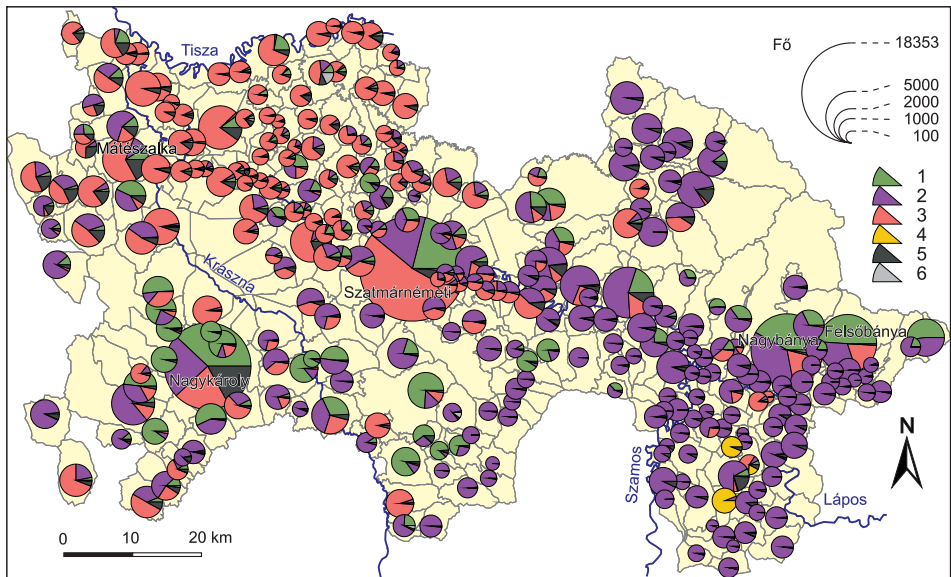 Fő
18353
5000
2000
1000
100
1
2
3
4
5
6
Tisza
Mátészalka
Kraszna
Szatmárnémeti
Nagykároly
Nagybánya
Felsőbánya
Szamos
Lápos
N
0 10 20 km